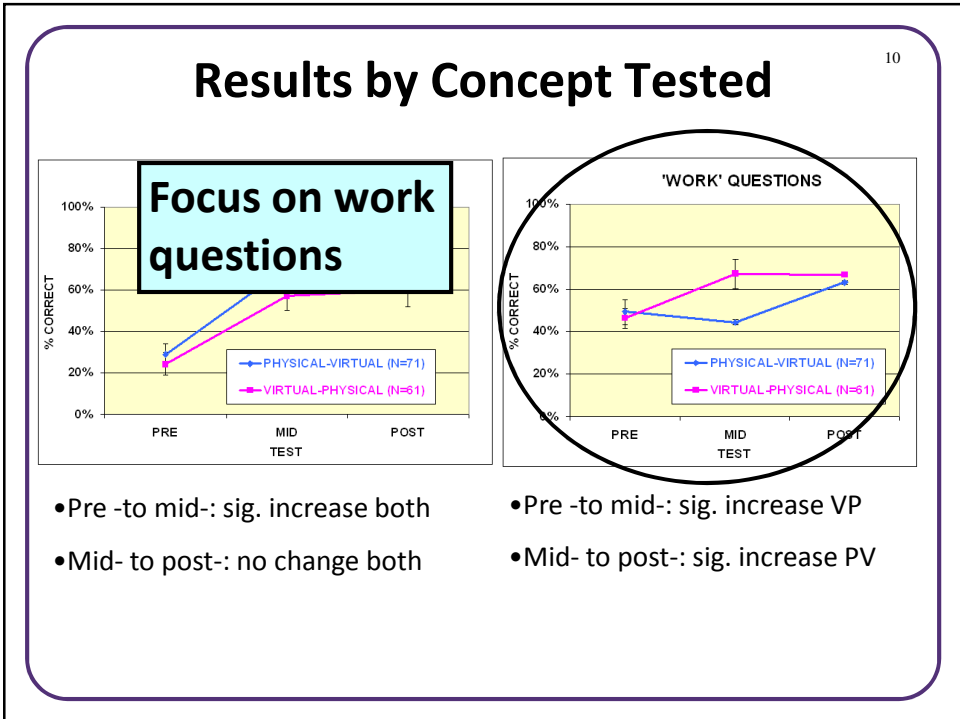 10
Results by Concept Tested
Focus on work
questions
100%
80%
60%
40%
20%
0%
% CORRECT
PHYSICAL-VIRTUAL (N=71)
VIRTUAL-PHYSICAL (N=61)
PRE
MID
POST
TEST
'WORK' QUESTIONS
100%
80%
60%
40%
20%
0%
% CORRECT
PHYSICAL-VIRTUAL (N=71)
VIRTUAL-PHYSICAL (N=61)
PRE
MID
POST
TEST
•Pre -to mid-: sig. increase both
•Mid- to post-: no change both
•Pre -to mid-: sig. increase VP
•Mid- to post-: sig. increase PV